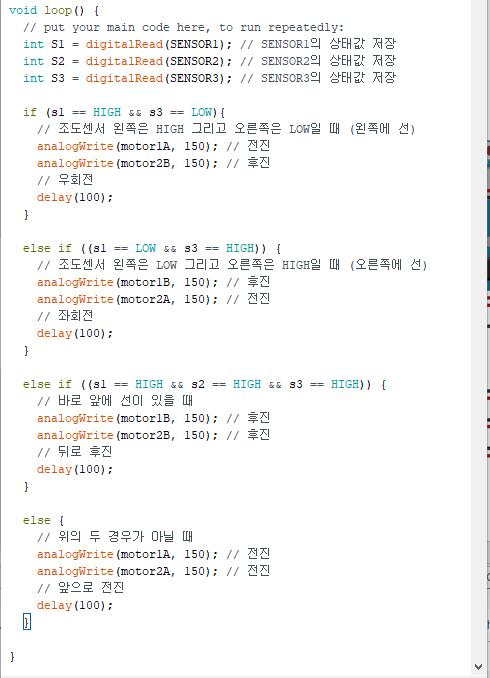 void loop() {
  // put your main code here, to run repeatedly:
  int S1 = digitalRead(SENSOR1); // SENSOR1의 상태값 저장
  int S2 = digitalRead(SENSOR2); // SENSOR2의 상태값 저장
  int S3 = digitalRead(SENSOR3); // SENSOR3의 상태값 저장

  if (s1 == HIGH && s3 == LOW){
    // 조도센서 왼쪽은 HIGH 그리고 오른쪽은 LOW일 때 (왼쪽에 선)
    analogWrite(motor1A, 150); // 전진
    analogWrite(motor2B, 150); // 후진
    // 우회전
    delay(100);
  }

  else if ((s1 == LOW && s3 == HIGH)) {
    // 조도센서 왼쪽은 LOW 그리고 오른쪽은 HIGH일 때 (오른쪽에 선)
    analogWrite(motor1B, 150); // 후진
    analogWrite(motor2A, 150); // 전진
    // 좌회전
    delay(100);
  }

  else if ((s1 == HIGH && s2 == HIGH && s3 == HIGH)) {
    // 바로 앞에 선이 있을 때
    analogWrite(motor1B, 150); // 후진
    analogWrite(motor2B, 150); // 후진
    // 뒤로 후진
    delay(100);
  }

  else {
    // 위의 두 경우가 아닐 때
    analogWrite(motor1A, 150); // 전진
    analogWrite(motor2A, 150); // 전진
    // 앞으로 전진
    delay(100);
  }

}